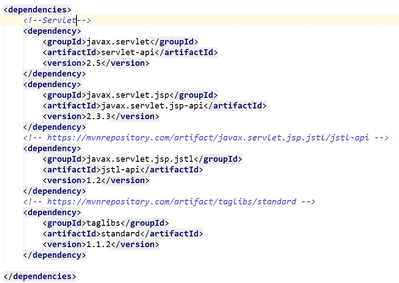 <dependencies>
<!--Servlet-->
<dependency>
<groupId>javax.servlet</groupId>
<artifactId>servlet-api</artifactId>
<version>2.5</version>
</dependency>
<dependency>
<groupId>javax.servlet.jsp</groupId>
<artifactId>javax.servlet.jsp-api</artifactId>
<version>2.3.3</version>
</dependency>
<!-- https://mvnrepository.com/artifact/javax.servlet.jsp.jstl/jstl-api -->
<dependency>
<groupId>javax.servlet.jsp.jstl</groupId>
<artifactId>jstl-api</artifactId>
<version>1.2</version>
</dependency>
<!-- https://mvnrepository.com/artifact/taglibs/standard -->
<dependency>
<groupId>taglibs</groupId>
<artifactId>standard</artifactId>
<version>1.1.2</version>
</dependency>
</dependencies>